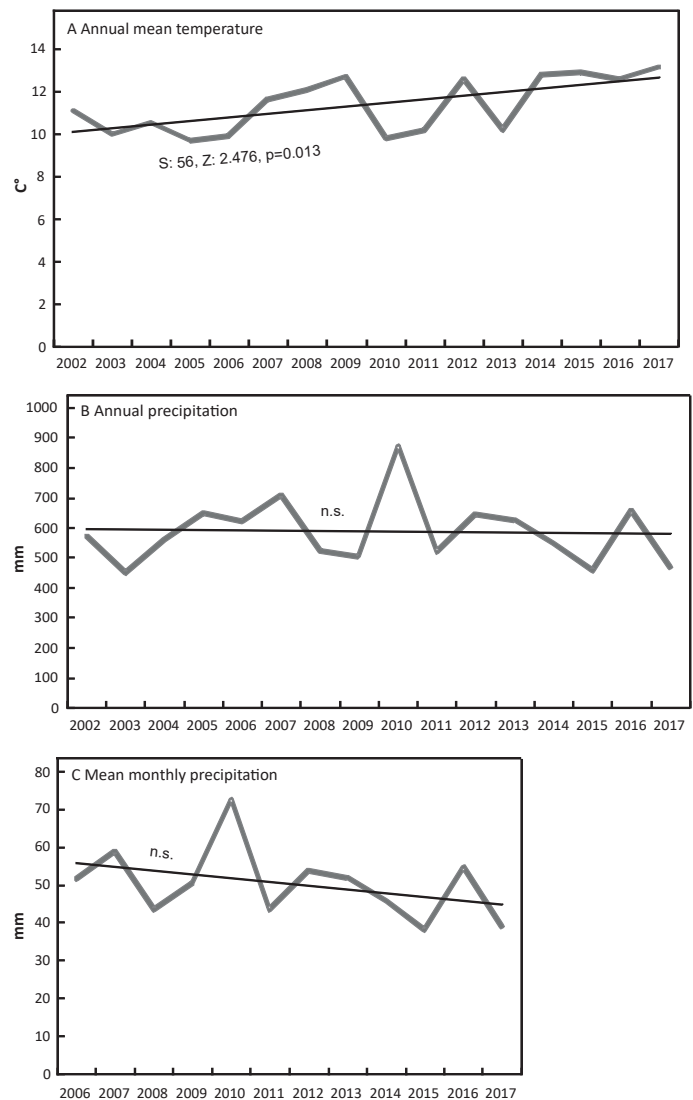 A Annual mean temperature
14
12
10
8
6
4
2
0
C°
S: 56, Z: 2.476, p=0.013
2002 2003 2004 2005 2006 2007 2008 2009 2010 2011 2012 2013 2014 2015 2016 2017
B Annual precipitation
1000
900
800
700
600
500
400
300
200
100
0
mm
n.s.
2002 2003 2004 2005 2006 2007 2008 2009 2010 2011 2012 2013 2014 2015 2016 2017
C Mean monthly precipitation
80
70
60
50
40
30
20
10
0
mm
n.s.
2006 2007 2008 2009 2010 2011 2012 2013 2014 2015 2016 2017